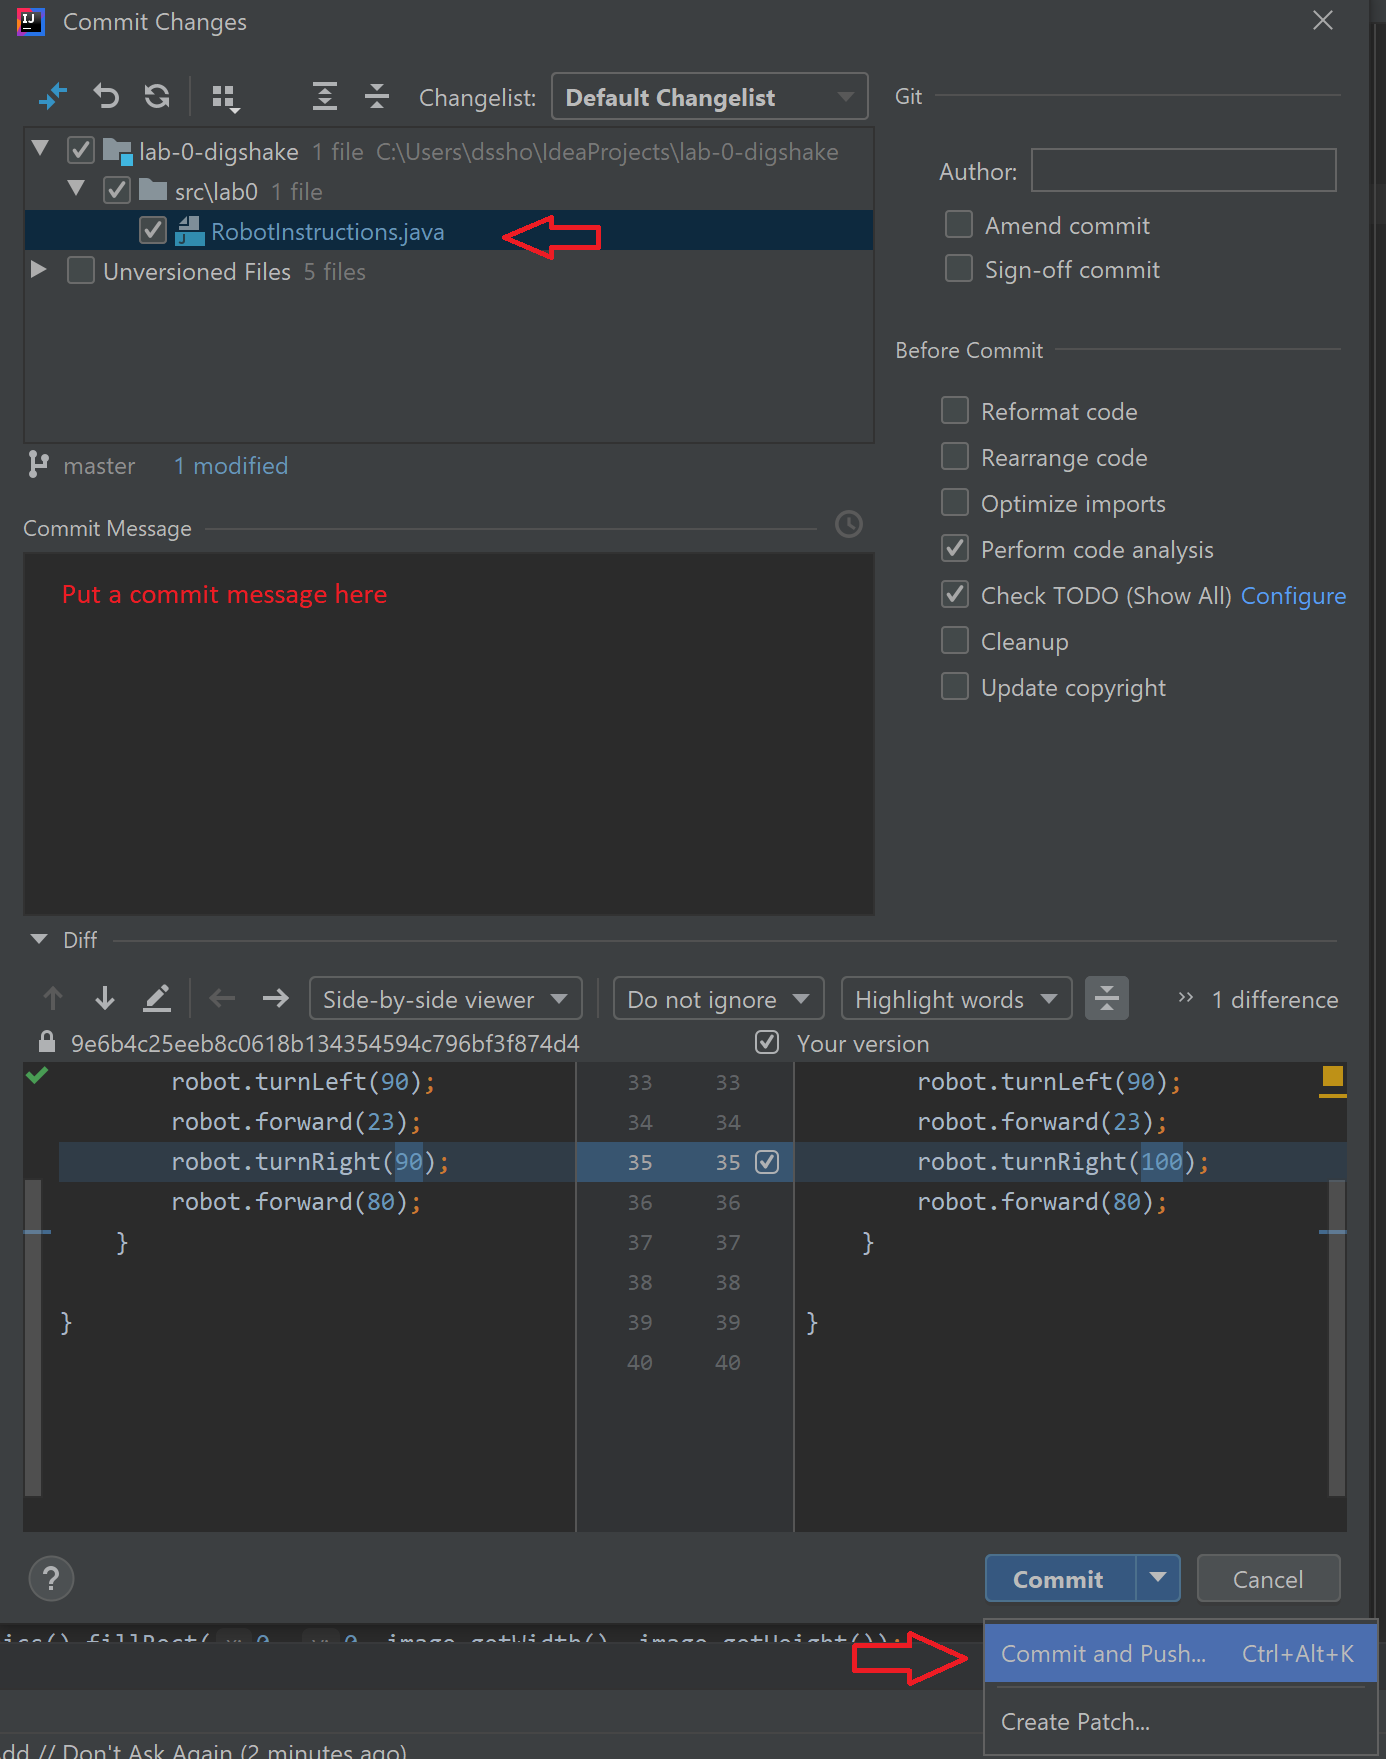 Commit Changes
Changelist: Default Changelist
Git
lab-0-digshake 1 file C:\Users\dssho\IdeaProjects\lab-0-digshake
src\lab0 1 file
RobotInstructions.java
Unversioned Files 5 files
Author:
Amend commit
Sign-off commit
Before Commit
Reformat code
Rearrange code
Optimize imports
Perform code analysis
Check TODO (Show All) Configure
Cleanup
Update copyright
master 1 modified
Commit Message
Put a commit message here
Diff
Side-by-side viewer Do not ignore Highlight words >> 1 difference
9e6b4c25eeb8c0618b134354594c796bf3f874d4 Your version
robot.turnLeft(90); 33 33 robot.turnLeft(90);
robot.forward(23); 34 34 robot.forward(23);
robot.turnRight(90); 35 35 robot.turnRight(100);
robot.forward(80); 36 36 robot.forward(80);
} 37 37 }
38 38
} 39 39 }
40 40
? Commit Cancel
image.getWidth(), image.getHeight());
Commit and Push... Ctrl+Alt+K
Create Patch...
dd // Don't Ask Again (2 minutes ago)